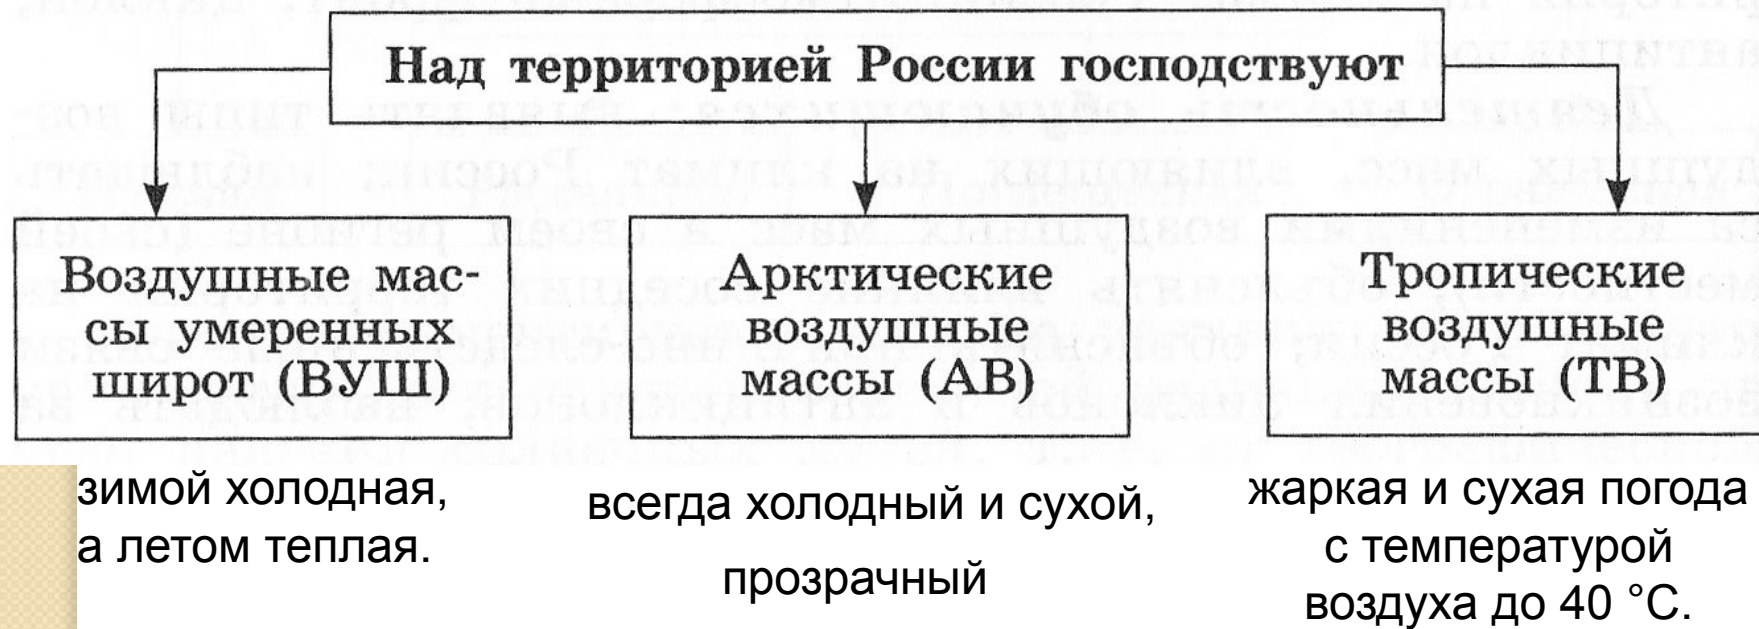 Над территорией России господствуют
Воздушные мас-
сы умеренных
широт (ВУШ)
Арктические
воздушные
массы (АВ)
Тропические
воздушные
массы (ТВ)
зимой холодная,
а летом теплая.
всегда холодный и сухой,
прозрачный
жаркая и сухая погода
с температурой
воздуха до 40 °C.